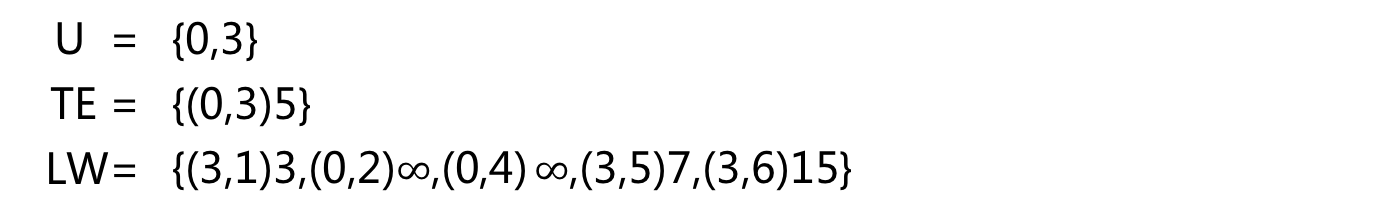 U = {0,3}
TE = {(0,3)5}
LW= {(3,1)3,(0,2)∞,(0,4)∞,(3,5)7,(3,6)15}